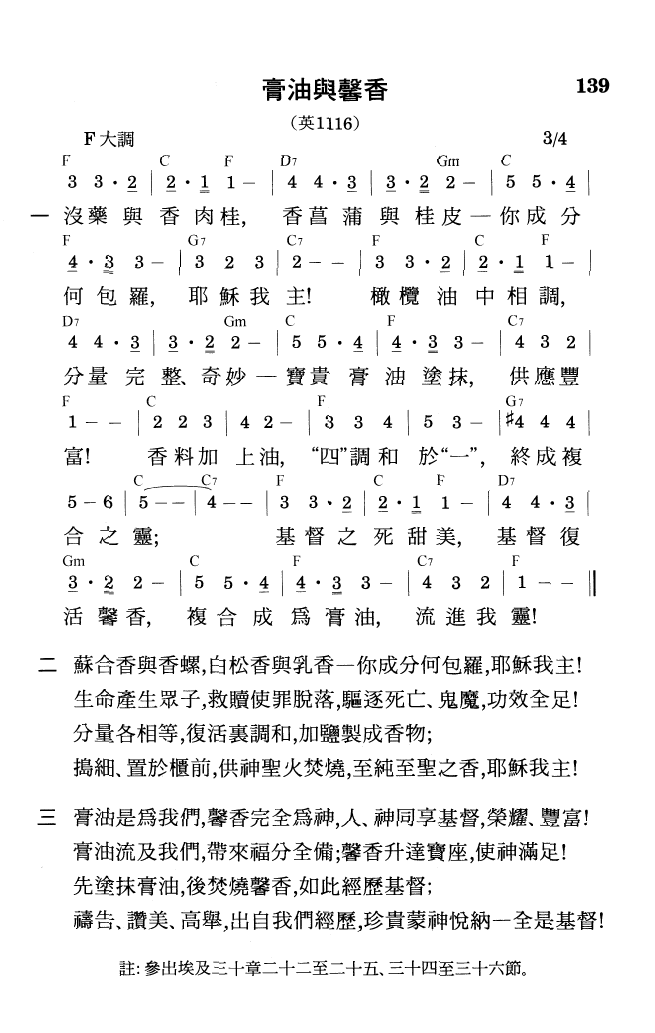 膏油與馨香 139
(英1116)
F大調 3/4
F C F D7 Gm C
3 3·2 | 2·1 1– | 4 4·3 | 3·2 2– | 5 5·4 |
一 沒藥與香肉桂, 香菖蒲與桂皮—你成分
F G7 C7 F C F
4·3 3– | 3 2 3 | 2–– | 3 3·2 | 2·1 1– |
何包羅, 耶穌我主! 橄欖油中相調,
D7 Gm C F C7
4 4·3 | 3·2 2– | 5 5·4 | 4·3 3– | 4 3 2 |
分量完整、奇妙—寶貴膏油塗抹, 供應豐
F C F G7
1–– | 2 2 3 | 4 2– | 3 3 4 | 5 3– | #4 4 4 |
富! 香料加上油, “四”調和於“一”, 終成複
C C7 F C F D7
5–6 | 5–– | 4–– | 3 3·2 | 2·1 1– | 4 4·3 |
合之靈; 基督之死甜美, 基督復
Gm C F C7 F
3·2 2– | 5 5·4 | 4·3 3– | 4 3 2 | 1–– ‖
活馨香, 複合成爲膏油, 流進我靈!
二 蘇合香與香螺,白松香與乳香—你成分何包羅,耶穌我主!
生命產生眾子,救贖使罪脫落,驅逐死亡、鬼魔,功效全足!
分量各相等,復活裏調和,加鹽製成香物;
搗細、置於櫃前,供神聖火焚燒,至純至聖之香,耶穌我主!
三 膏油是爲我們,馨香完全爲神,人、神同享基督,榮耀、豐富!
膏油流及我們,帶來福分全備;馨香升達寶座,使神滿足!
先塗抹膏油,後焚燒馨香,如此經歷基督;
禱告、讚美、高舉,出自我們經歷,珍貴蒙神悅納—全是基督!
註:參出埃及三十章二十二至二十五、三十四至三十六節。